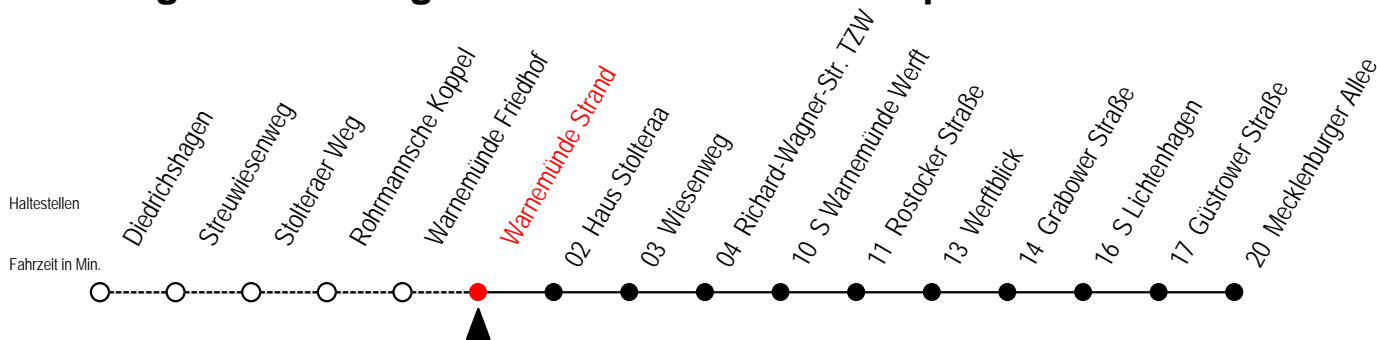 Haltestellen
Fahrzeit in Min.
Diedrichshagen
Streuwiesenweg
Stolteraer Weg
Rohrmannsche Koppel
Warnemünde Friedhof
Warnemünde Strand
02 Haus Stolteraa
03 Wiesenweg
04 Richard-Wagner-Str. TZW
10 S Warnemünde Werft
11 Rostocker Straße
13 Werftblick
14 Grabower Straße
16 S Lichtenhagen
17 Güstrower Straße
20 Mecklenburger Allee